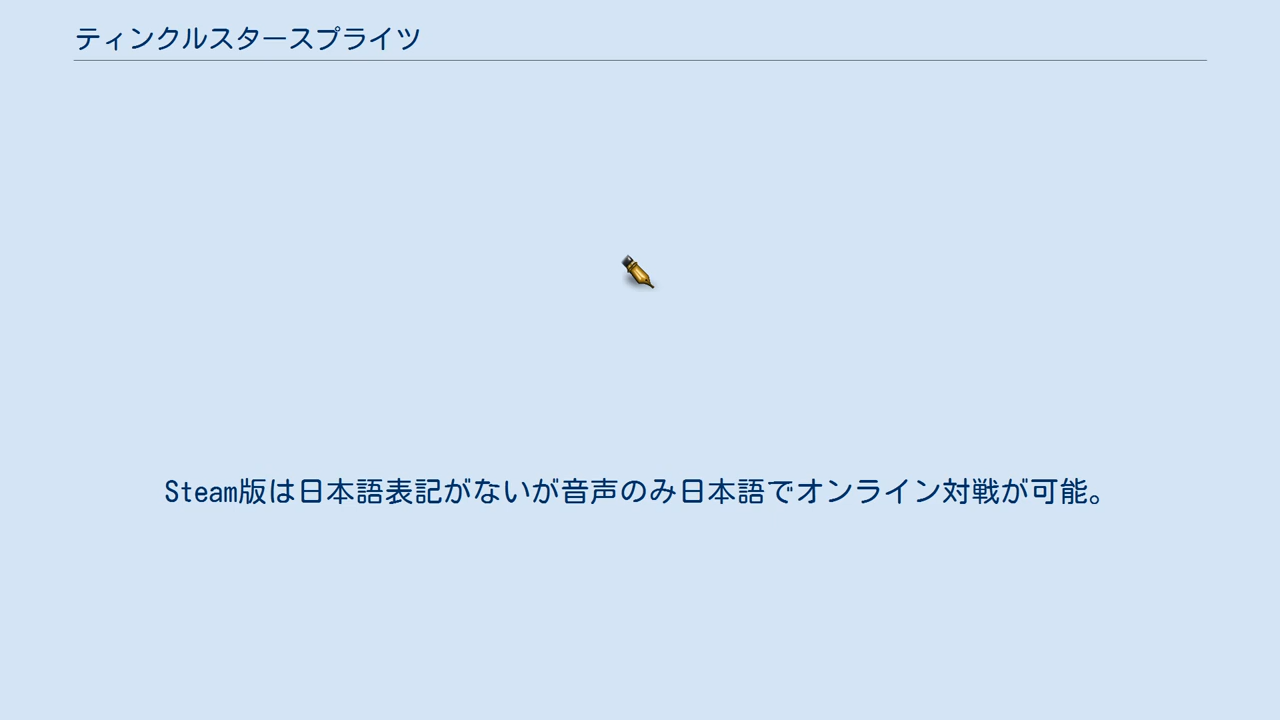 ティンクルスタースプライツ
Steam版は日本語表記がないが音声のみ日本語でオンライン対戦が可能。